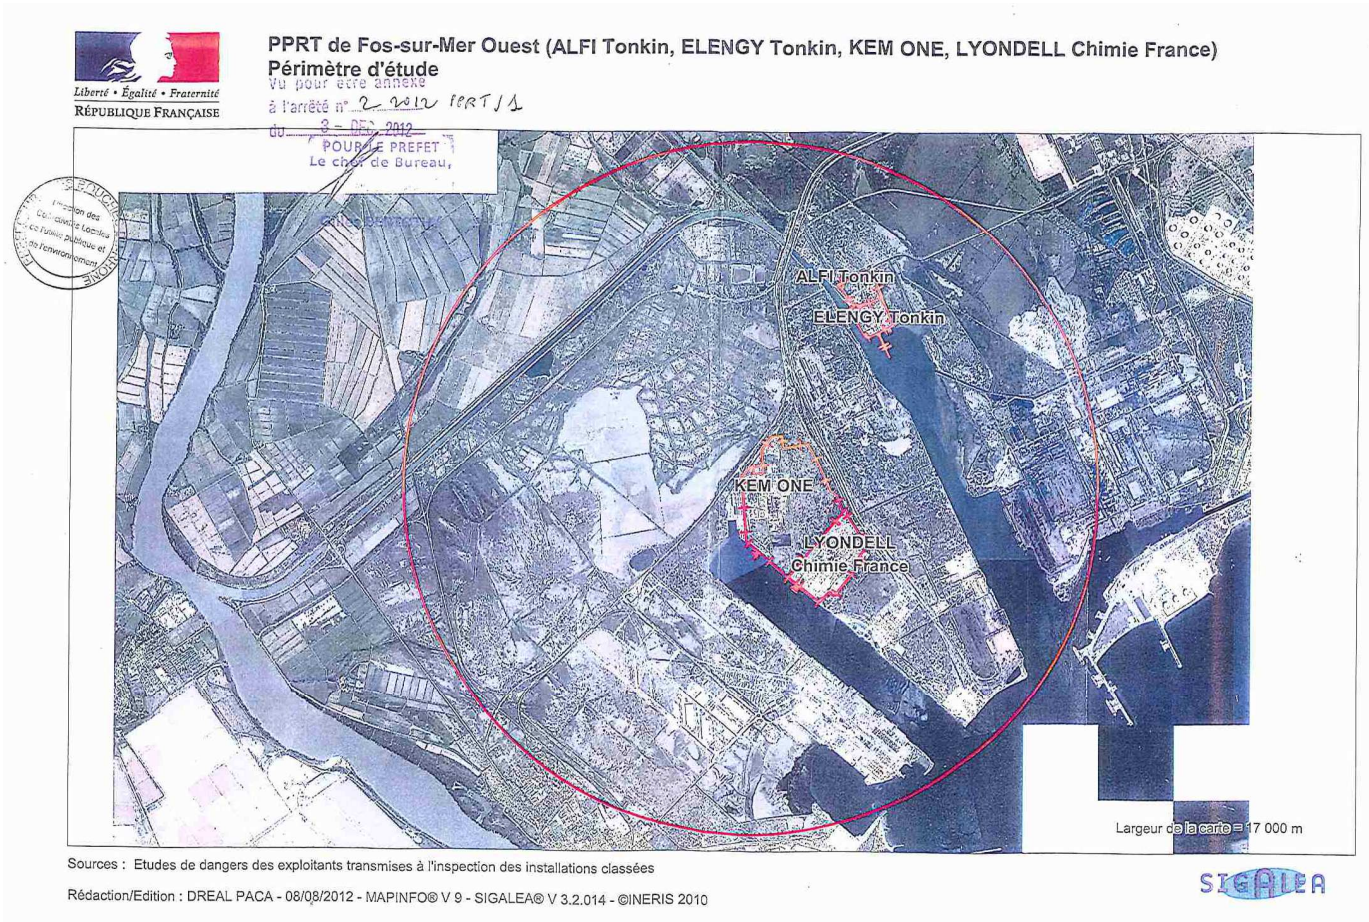 PPRT de Fos-sur-Mer Ouest (ALFI Tonkin, ELENGY Tonkin, KEM ONE, LYONDELL Chimie France)
Périmètre d'étude
Liberté • Égalité • Fraternité
RÉPUBLIQUE FRANÇAISE
Vu pour être annexé
à l'arrêté n° 2 2012 PPRT/1
du 3 - DEC. 2012
POUR LE PREFET
Le chef de Bureau,
Collectivités Locales
de l'environnement
ALFI Tonkin
ELENGY Tonkin
KEM ONE
LYONDELL
Chimie France
Largeur de la carte = 17 000 m
Sources : Etudes de dangers des exploitants transmises à l'inspection des installations classées
Rédaction/Edition : DREAL PACA - 08/08/2012 - MAPINFO® V 9 - SIGALEA® V 3.2.014 - ©INERIS 2010
SIGALEA